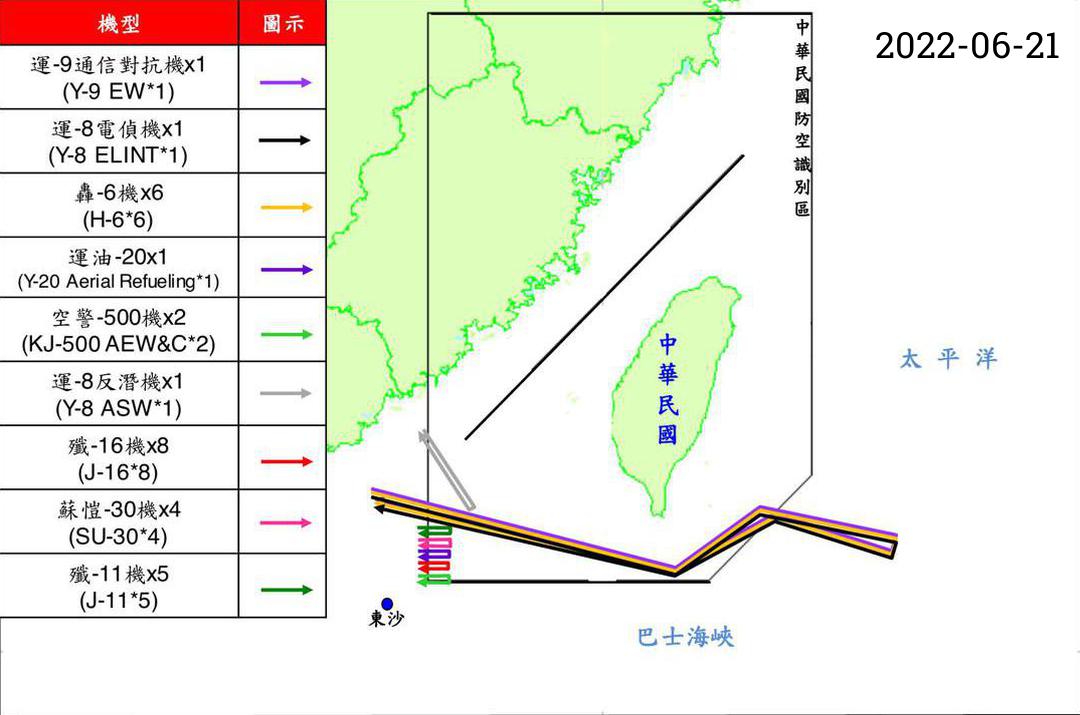 機型 圖示
運-9通信對抗機x1
(Y-9 EW*1)
運-8電偵機x1
(Y-8 ELINT*1)
轟-6機x6
(H-6*6)
運油-20x1
(Y-20 Aerial Refueling*1)
空警-500機x2
(KJ-500 AEW&C*2)
運-8反潛機x1
(Y-8 ASW*1)
殲-16機x8
(J-16*8)
蘇愷-30機x4
(SU-30*4)
殲-11機x5
(J-11*5)
2022-06-21
中華民國防空識別區
中華民國
太平洋
東沙
巴士海峽